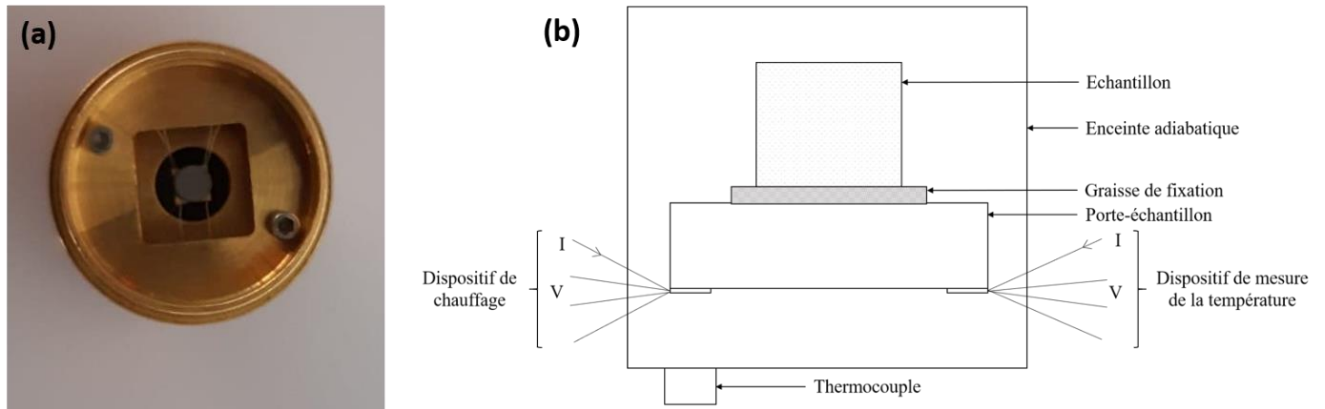 (a)
(b)
Echantillon
Enceinte adiabatique
Graisse de fixation
Porte-échantillon
I
V
Dispositif de
chauffage
I
V
Dispositif de mesure
de la température
Thermocouple